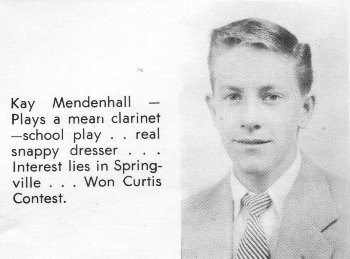 Kay Mendenhall —
Plays a mean clarinet
—school play . . real
snappy dresser . . .
Interest lies in Spring-
ville . . . Won Curtis
Contest.